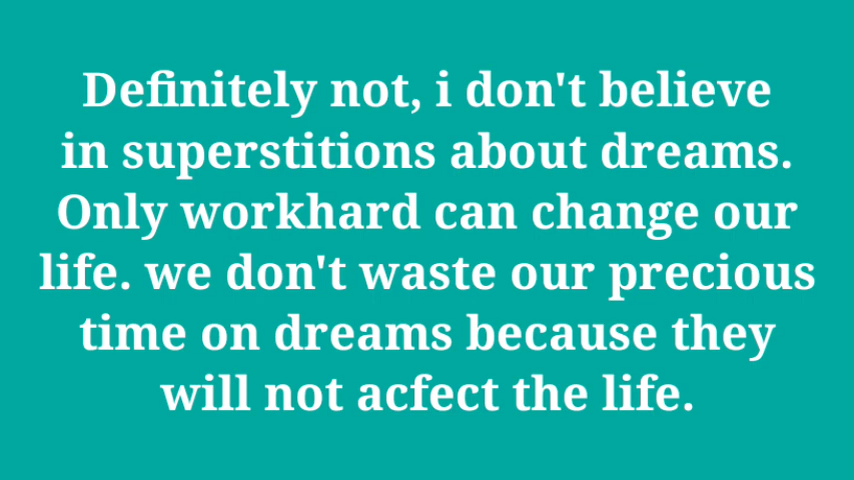 Definitely not, i don't believe
in superstitions about dreams.
Only workhard can change our
life. we don't waste our precious
time on dreams because they
will not acfect the life.